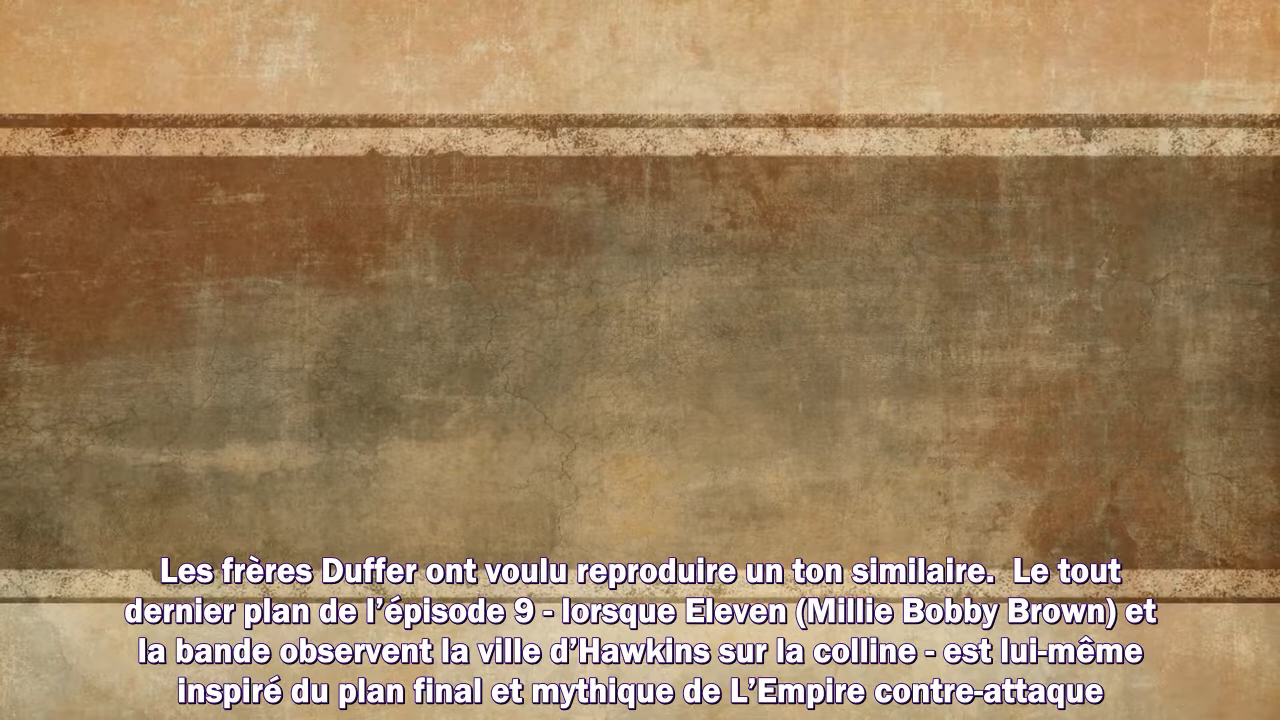 Les frères Duffer ont voulu reproduire un ton similaire.  Le tout
dernier plan de l’épisode 9 - lorsque Eleven (Millie Bobby Brown) et
la bande observent la ville d’Hawkins sur la colline - est lui-même
inspiré du plan final et mythique de L’Empire contre-attaque